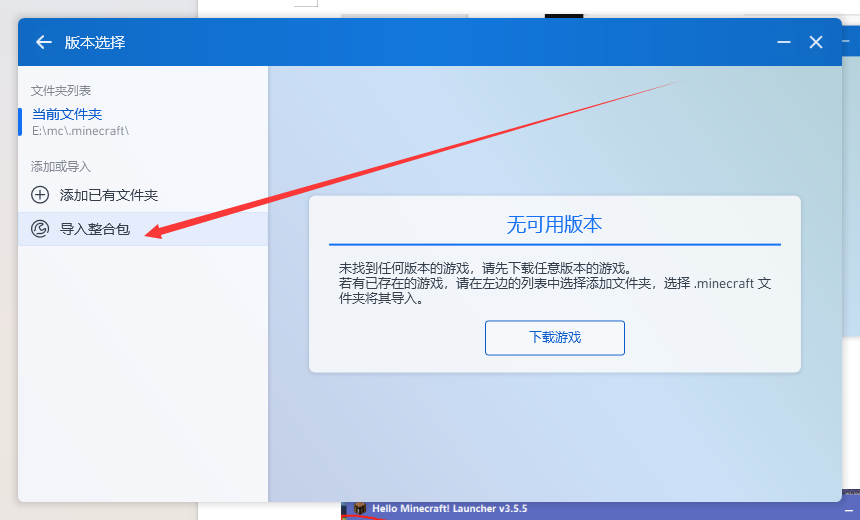 版本选择
文件夹列表
当前文件夹
E:\mc\.minecraft\
添加或导入
添加已有文件夹
导入整合包
无可用版本
未找到任何版本的游戏，请先下载任意版本的游戏。
若有已存在的游戏，请在左边的列表中选择添加文件夹，选择 .minecraft 文
件夹将其导入。
下载游戏
Hello Minecraft! Launcher v3.5.5